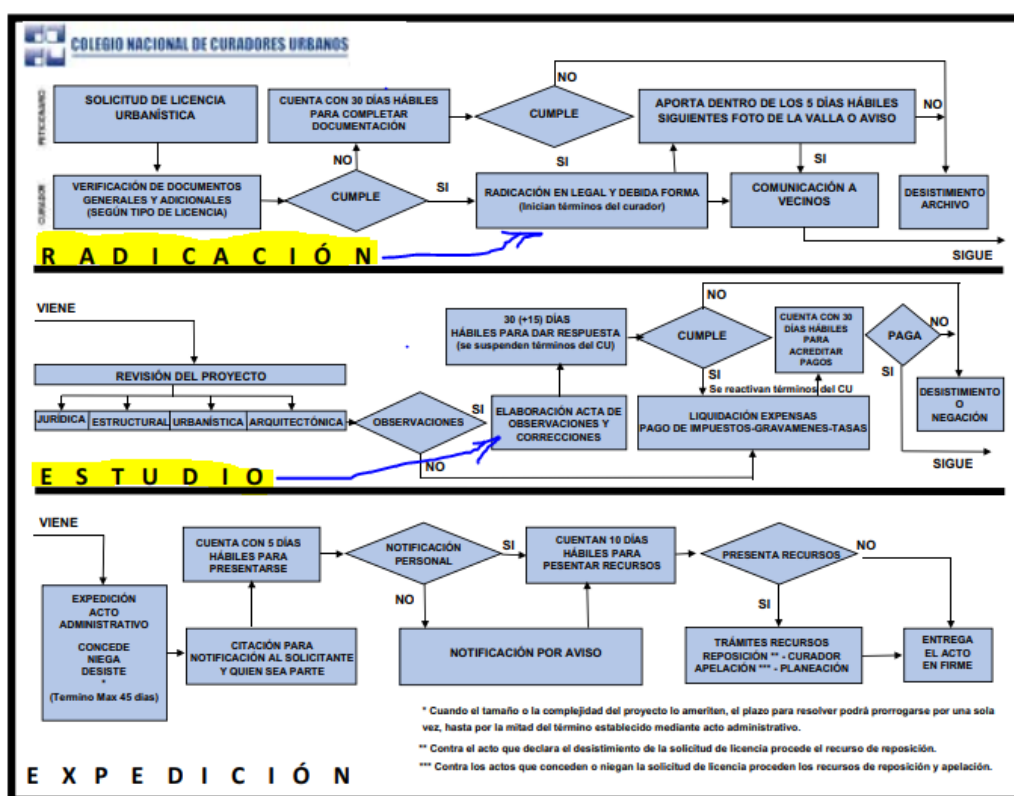 COLEGIO NACIONAL DE CURADORES URBANOS
PETICIONARIO
SOLICITUD DE LICENCIA
URBANÍSTICA
CUENTA CON 30 DÍAS HÁBILES
PARA COMPLETAR
DOCUMENTACIÓN
NO
CUMPLE
APORTA DENTRO DE LOS 5 DÍAS HÁBILES
SIGUIENTES FOTO DE LA VALLA O AVISO
NO
NO
SI
SI
SI
CURADOR
VERIFICACIÓN DE DOCUMENTOS
GENERALES Y ADICIONALES
(SEGÚN TIPO DE LICENCIA)
CUMPLE
RADICACIÓN EN LEGAL Y DEBIDA FORMA
(Inician términos del curador)
COMUNICACIÓN A
VECINOS
DESISTIMIENTO
ARCHIVO
RADICACIÓN
SIGUE
VIENE
REVISIÓN DEL PROYECTO
JURÍDICA
ESTRUCTURAL
URBANÍSTICA
ARQUITECTÓNICA
OBSERVACIONES
SI
NO
30 (+15) DÍAS
HÁBILES PARA DAR RESPUESTA
(se suspenden términos del CU)
ELABORACIÓN ACTA DE
OBSERVACIONES Y
CORRECCIONES
NO
CUMPLE
SI
Se reactivan términos del CU
CUENTA CON 30
DÍAS HÁBILES
PARA
ACREDITAR
PAGOS
LIQUIDACIÓN EXPENSAS
PAGO DE IMPUESTOS-GRAVAMENES-TASAS
PAGA
NO
SI
DESISTIMIENTO
O
NEGACIÓN
SIGUE
ESTUDIO
VIENE
EXPEDICIÓN
ACTO
ADMINISTRATIVO
CONCEDE
NIEGA
DESISTE
*
(Termino Max 45 dias)
CUENTA CON 5 DÍAS
HÁBILES PARA
PRESENTARSE
CITACIÓN PARA
NOTIFICACIÓN AL SOLICITANTE
Y QUIEN SEA PARTE
NOTIFICACIÓN
PERSONAL
SI
NO
CUENTAN 10 DÍAS
HÁBILES PARA
PESENTAR RECURSOS
NOTIFICACIÓN POR AVISO
PRESENTA RECURSOS
NO
SI
TRÁMITES RECURSOS
REPOSICIÓN ** - CURADOR
APELACIÓN *** - PLANEACIÓN
ENTREGA
EL ACTO
EN FIRME
* Cuando el tamaño o la complejidad del proyecto lo ameriten, el plazo para resolver podrá prorrogarse por una sola
vez, hasta por la mitad del término establecido mediante acto administrativo.
** Contra el acto que declara el desistimiento de la solicitud de licencia procede el recurso de reposición.
*** Contra los actos que conceden o niegan la solicitud de licencia proceden los recursos de reposición y apelación.
EXPEDICIÓN